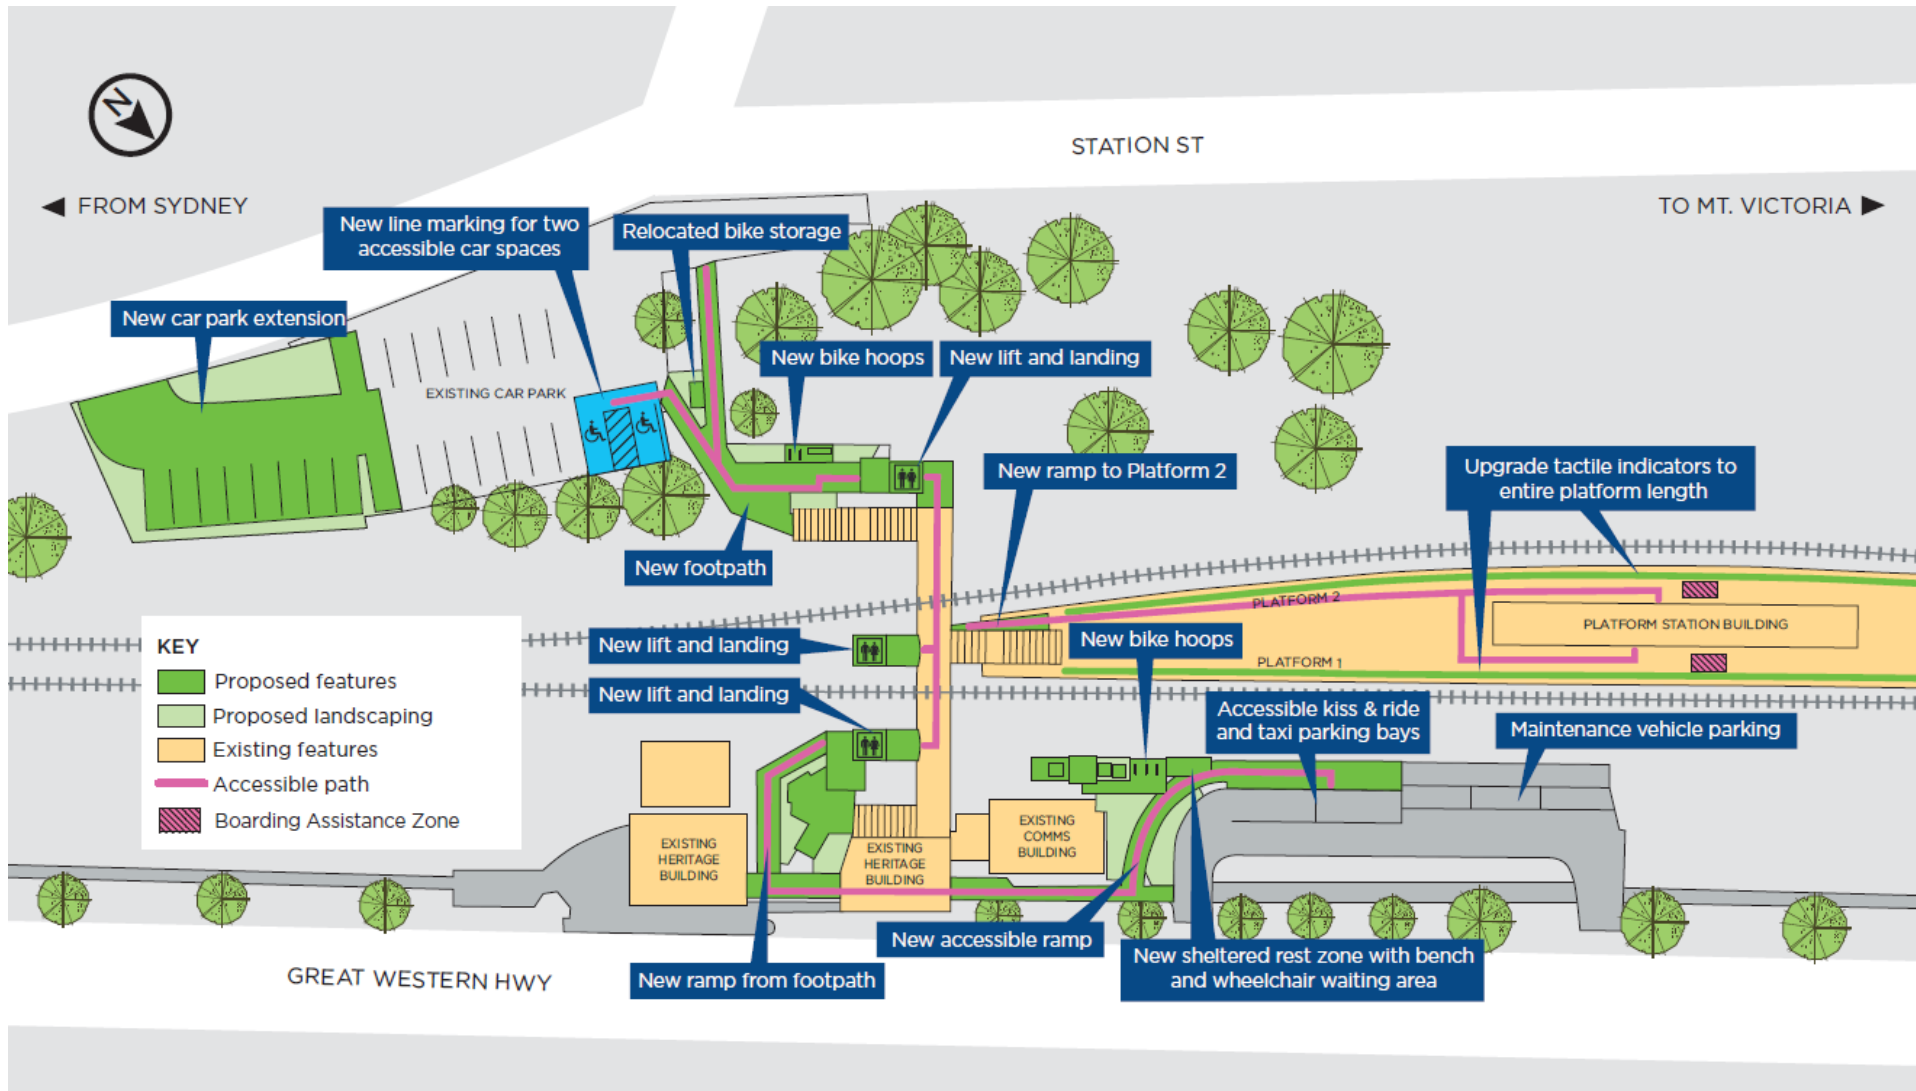 N
STATION ST
◀ FROM SYDNEY
TO MT. VICTORIA ▶
New line marking for two
accessible car spaces
Relocated bike storage
New car park extension
New bike hoops
New lift and landing
EXISTING CAR PARK
New ramp to Platform 2
Upgrade tactile indicators to
entire platform length
New footpath
PLATFORM 2
PLATFORM STATION BUILDING
New lift and landing
New bike hoops
PLATFORM 1
New lift and landing
KEY
Proposed features
Proposed landscaping
Existing features
Accessible path
Boarding Assistance Zone
Accessible kiss & ride
and taxi parking bays
Maintenance vehicle parking
EXISTING
HERITAGE
BUILDING
EXISTING
HERITAGE
BUILDING
EXISTING
COMMS
BUILDING
New accessible ramp
New sheltered rest zone with bench
and wheelchair waiting area
New ramp from footpath
GREAT WESTERN HWY